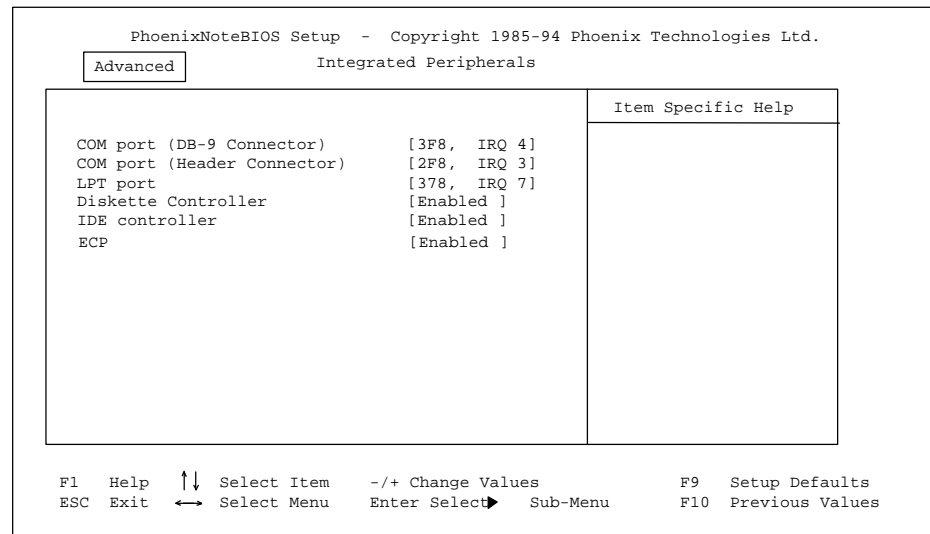 PhoenixNoteBIOS Setup - Copyright 1985-94 Phoenix Technologies Ltd.
Advanced Integrated Peripherals
Item Specific Help
COM port (DB-9 Connector) [3F8, IRQ 4]
COM port (Header Connector) [2F8, IRQ 3]
LPT port [378, IRQ 7]
Diskette Controller [Enabled ]
IDE controller [Enabled ]
ECP [Enabled ]
F1 Help ↑↓ Select Item -/+ Change Values F9 Setup Defaults
ESC Exit ↔ Select Menu Enter Select▶ Sub-Menu F10 Previous Values